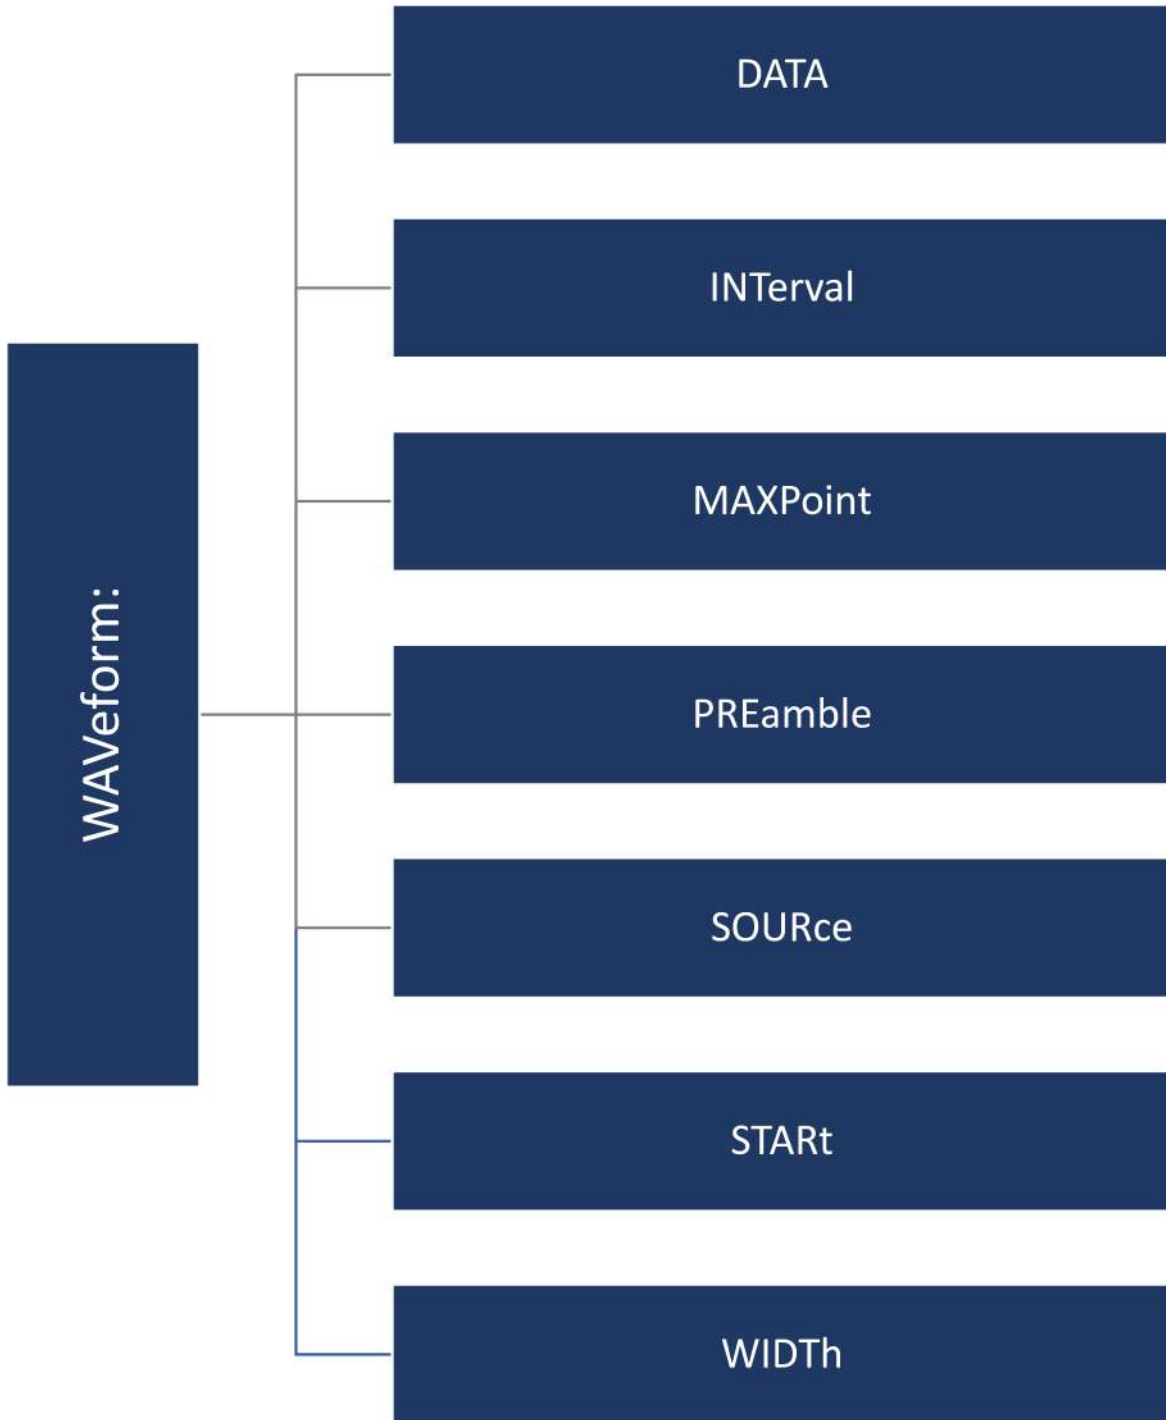 WAVeform:
DATA
INTerval
MAXPoint
PREamble
SOURce
STARt
WIDTh